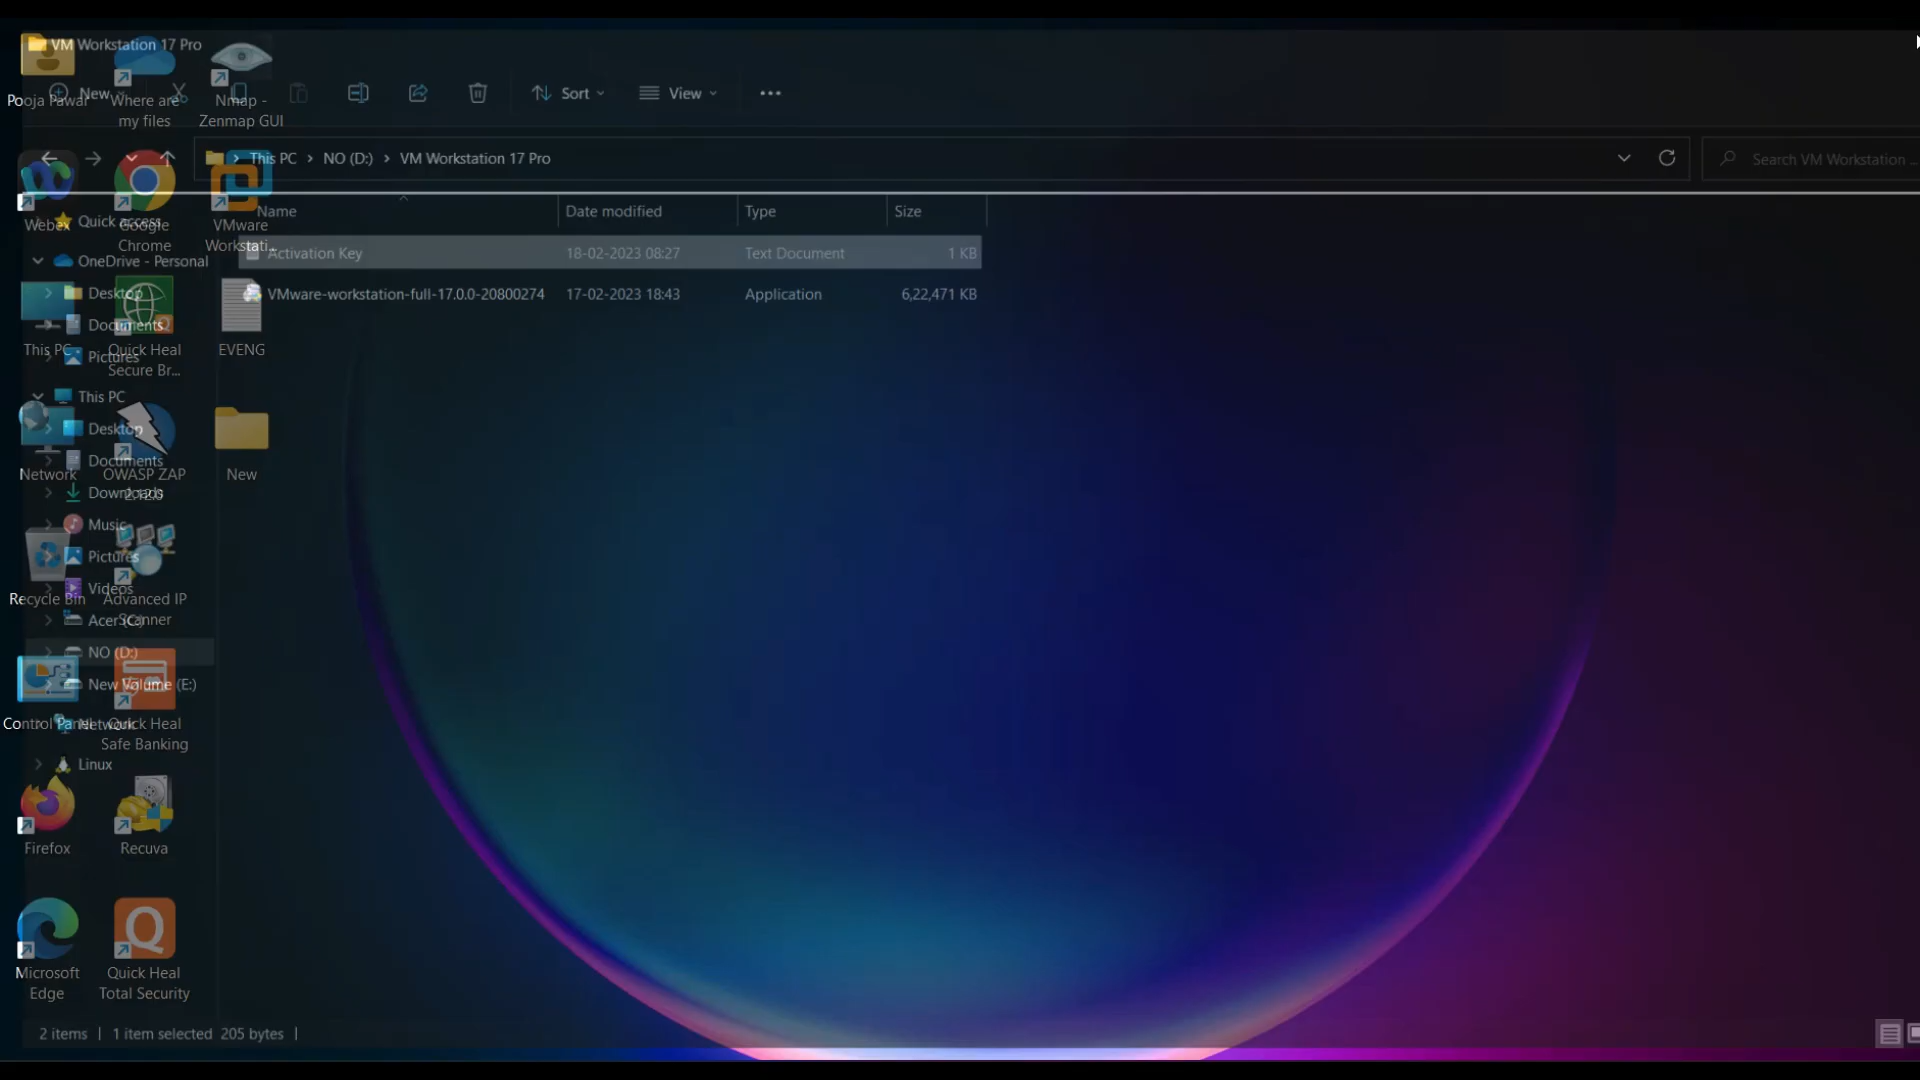 VM Workstation 17 Pro
New
Sort
View
This PC > NO (D:) > VM Workstation 17 Pro
Search VM Workstation ...
Name
Date modified
Type
Size
Activation Key
18-02-2023 08:27
Text Document
1 KB
VMware-workstation-full-17.0.0-20800274
17-02-2023 18:43
Application
6,22,471 KB
Quick access
OneDrive - Personal
Desktop
Documents
Pictures
This PC
Desktop
Documents
Downloads
Music
Pictures
Videos
Acer (C:)
NO (D:)
New Volume (E:)
Network
Linux
Pooja Pawar
Where are
my files
Nmap -
Zenmap GUI
Webex
Google
Chrome
VMware
Workstati...
This PC
Quick Heal
Secure Br...
EVENG
Network
OWASP ZAP
2.12.0
New
Recycle Bin
Advanced IP
Scanner
Control Panel
Quick Heal
Safe Banking
Firefox
Recuva
Microsoft
Edge
Quick Heal
Total Security
2 items | 1 item selected 205 bytes |